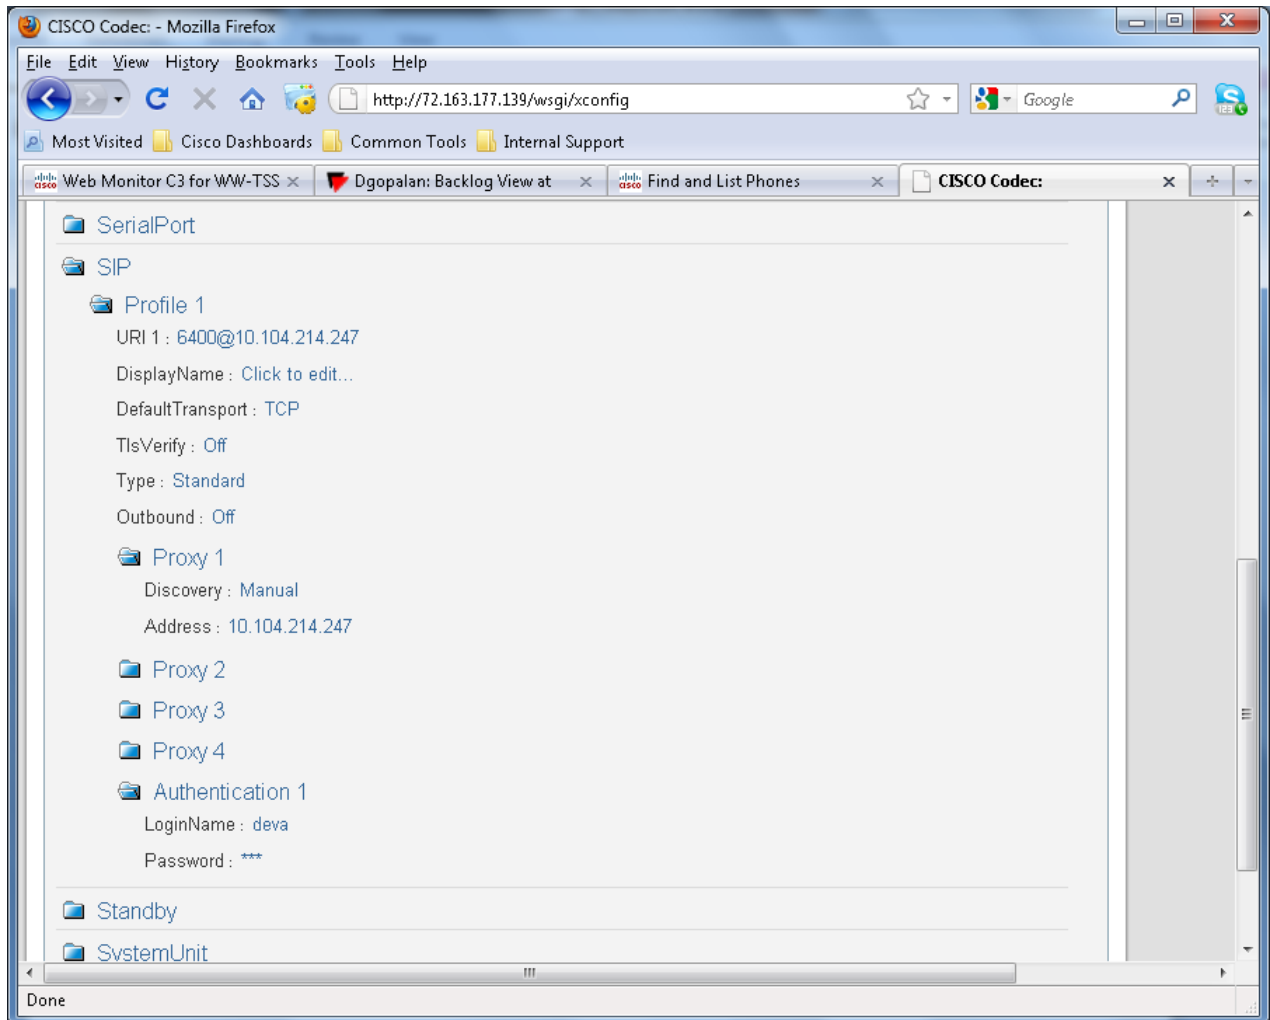 CISCO Codec: - Mozilla Firefox
File Edit View History Bookmarks Tools Help
http://72.163.177.139/wsgi/xconfig Google
Most Visited Cisco Dashboards Common Tools Internal Support
Web Monitor C3 for WW-TSS Dgopalan: Backlog View at Find and List Phones CISCO Codec:
SerialPort
SIP
Profile 1
URI 1 : 6400@10.104.214.247
DisplayName : Click to edit...
DefaultTransport : TCP
TlsVerify : Off
Type : Standard
Outbound : Off
Proxy 1
Discovery : Manual
Address : 10.104.214.247
Proxy 2
Proxy 3
Proxy 4
Authentication 1
LoginName : deva
Password : ***
Standby
SystemUnit
Done